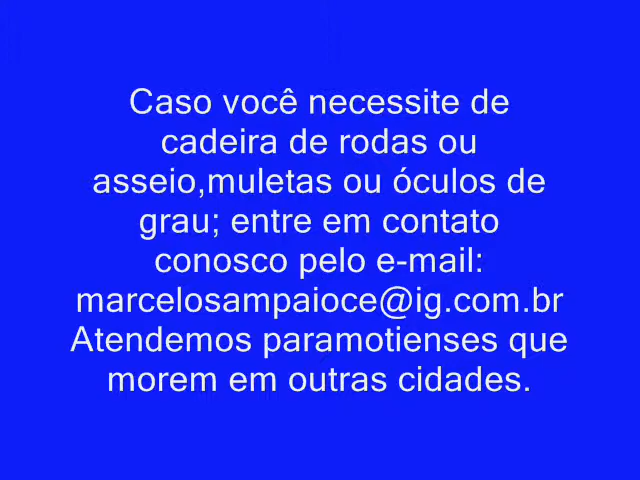 Caso você necessite de
cadeira de rodas ou
asseio,muletas ou óculos de
grau; entre em contato
conosco pelo e-mail:
marcelosampaioce@ig.com.br
Atendemos paramotienses que
morem em outras cidades.